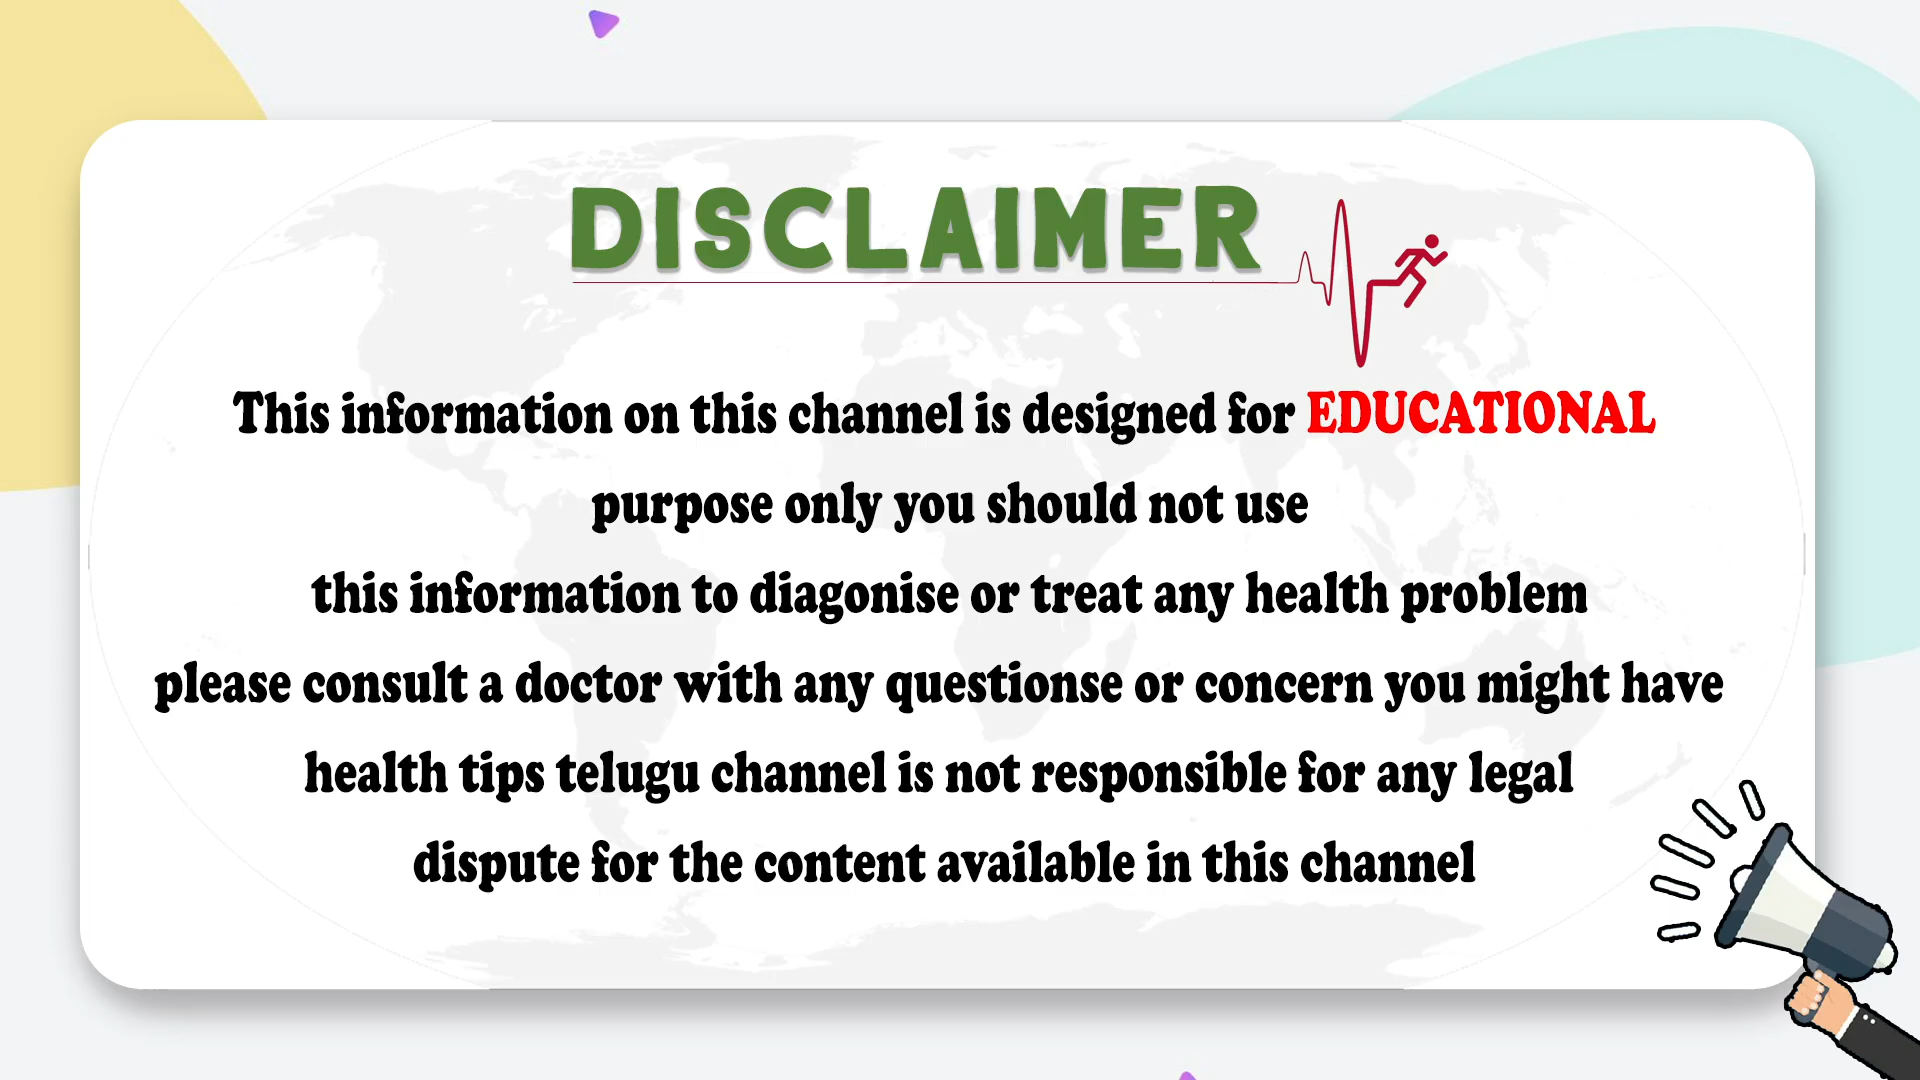 DISCLAIMER
This information on this channel is designed for EDUCATIONAL
purpose only you should not use
this information to diagonise or treat any health problem
please consult a doctor with any questionse or concern you might have
health tips telugu channel is not responsible for any legal
dispute for the content available in this channel